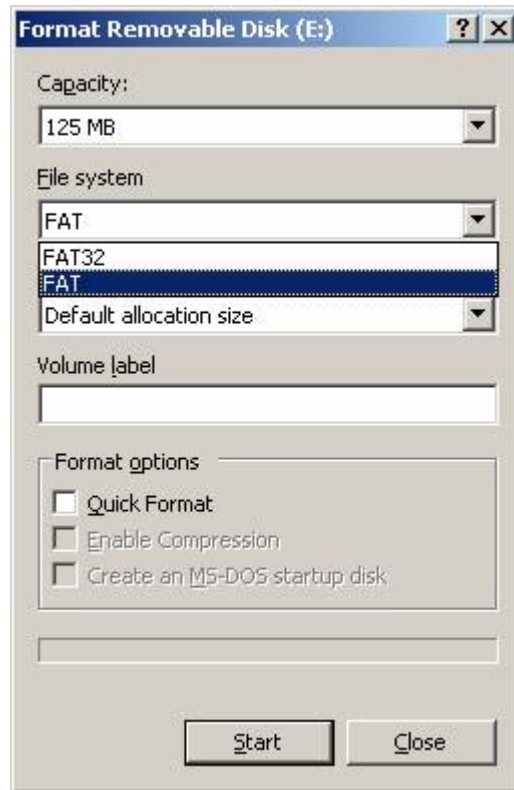 Format Removable Disk (E:)
Capacity:
125 MB
File system
FAT
FAT32
FAT
Default allocation size
Volume label
Format options
Quick Format
Enable Compression
Create an MS-DOS startup disk
Start
Close